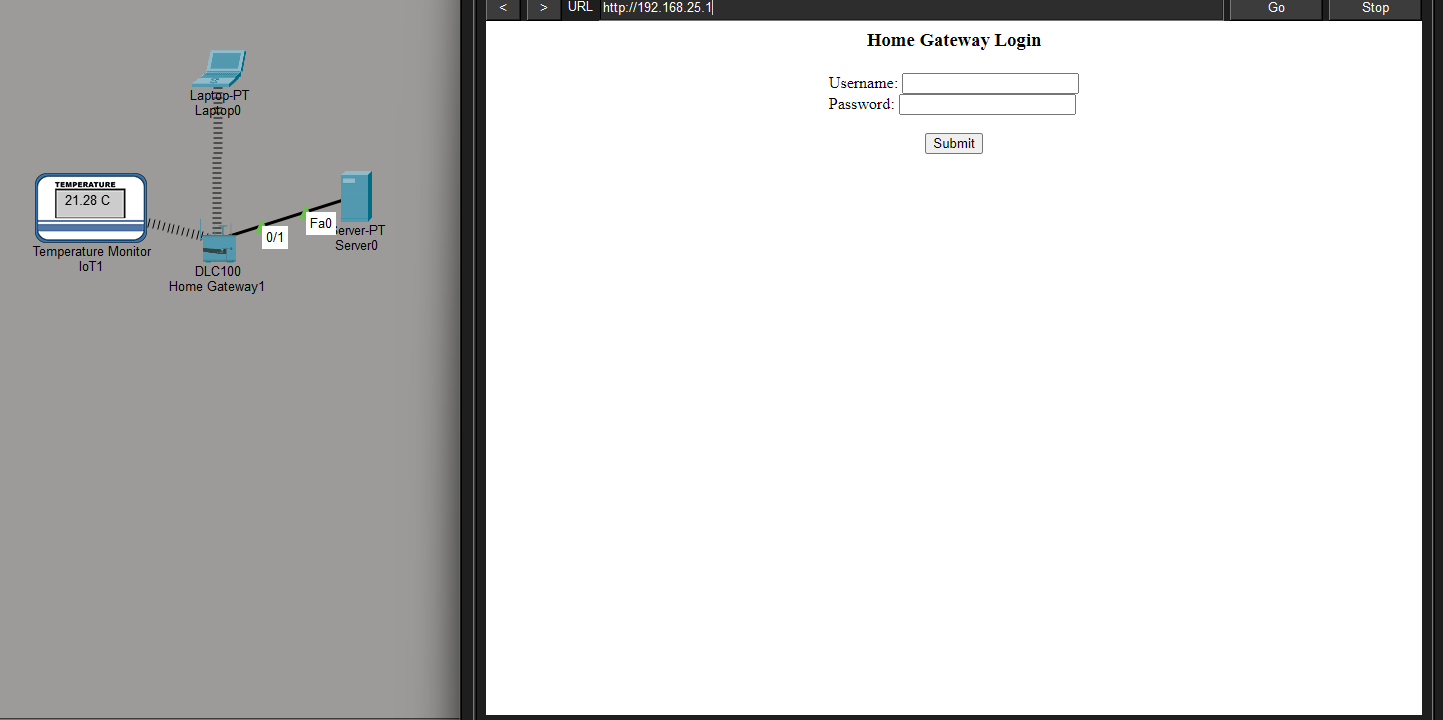 < > URL http://192.168.25.1 Go Stop
Home Gateway Login
Username:
Password:
Submit
Laptop-PT
Laptop0
TEMPERATURE
21.28 C
Temperature Monitor
IoT1
0/1
Fa0
Server-PT
Server0
DLC100
Home Gateway1